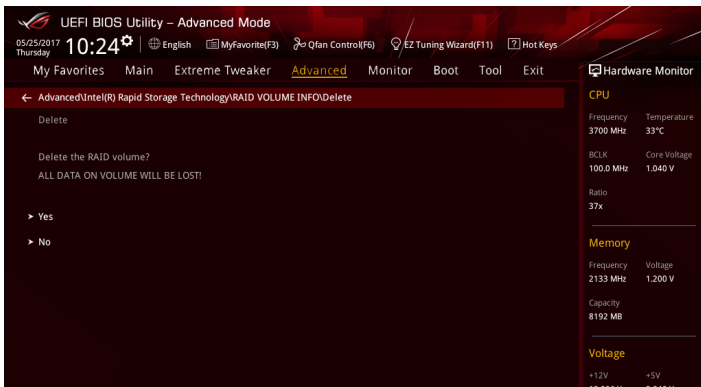 UEFI BIOS Utility – Advanced Mode
05/25/2017 Thursday 10:24 English MyFavorite(F3) Qfan Control(F6) EZ Tuning Wizard(F11) ? Hot Keys
My Favorites Main Extreme Tweaker Advanced Monitor Boot Tool Exit
← Advanced\Intel(R) Rapid Storage Technology\RAID VOLUME INFO\Delete
Delete
Delete the RAID volume?
ALL DATA ON VOLUME WILL BE LOST!
> Yes
> No
Hardware Monitor
CPU
Frequency Temperature
3700 MHz 33°C
BCLK Core Voltage
100.0 MHz 1.040 V
Ratio
37x
Memory
Frequency Voltage
2133 MHz 1.200 V
Capacity
8192 MB
Voltage
+12V +5V